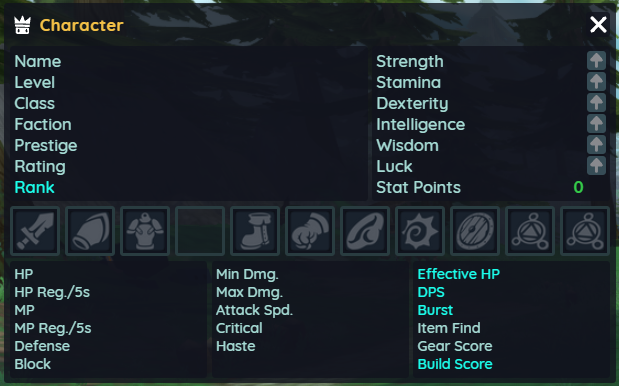 Character
Name
Level
Class
Faction
Prestige
Rating
Rank
Strength
Stamina
Dexterity
Intelligence
Wisdom
Luck
Stat Points 0
HP
HP Reg./5s
MP
MP Reg./5s
Defense
Block
Min Dmg.
Max Dmg.
Attack Spd.
Critical
Haste
Effective HP
DPS
Burst
Item Find
Gear Score
Build Score